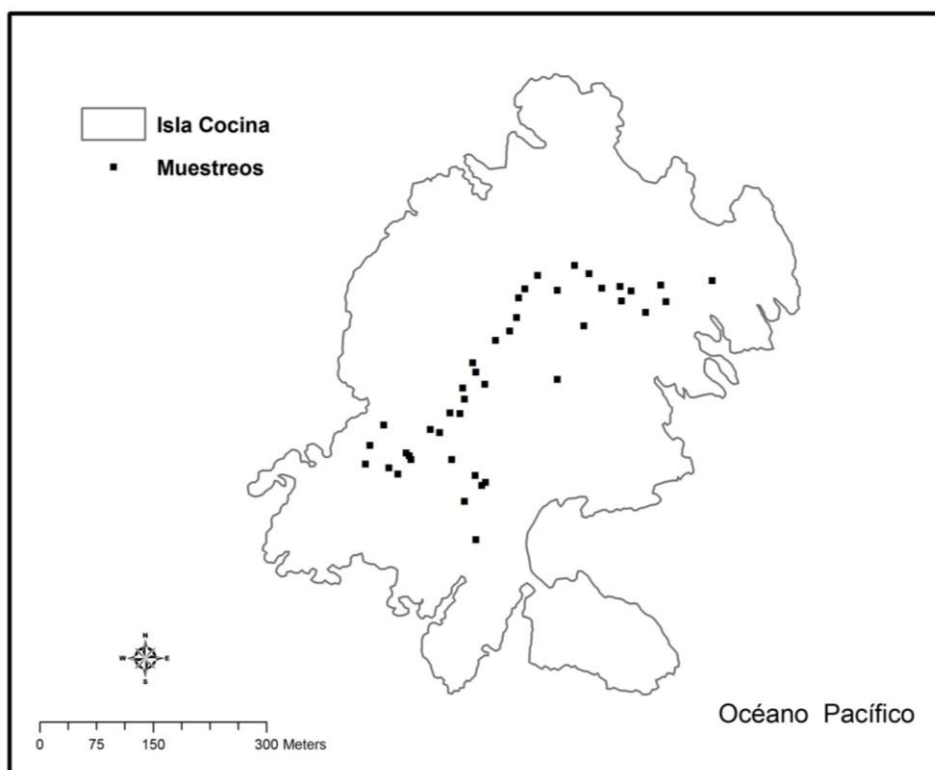 Isla Cocina
Muestreos
N
W E
S
Océano Pacífico
0 75 150 300 Meters